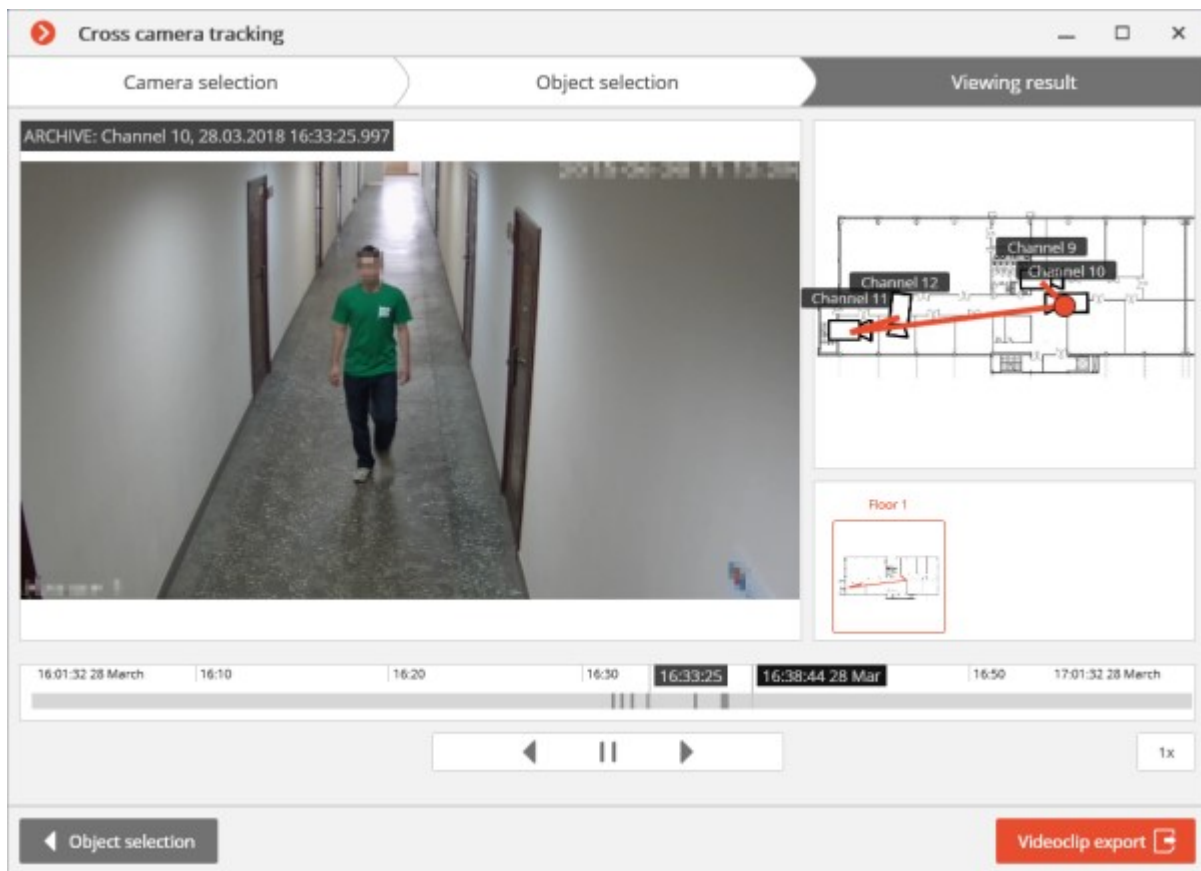 Cross camera tracking
Camera selection
Object selection
Viewing result
ARCHIVE: Channel 10, 28.03.2018 16:33:25.997
Channel 9
Channel 10
Channel 12
Channel 11
Floor 1
16:01:32 28 March
16:10
16:20
16:30
16:33:25
16:38:44 28 Mar
16:50
17:01:32 28 March
1x
Object selection
Videoclip export